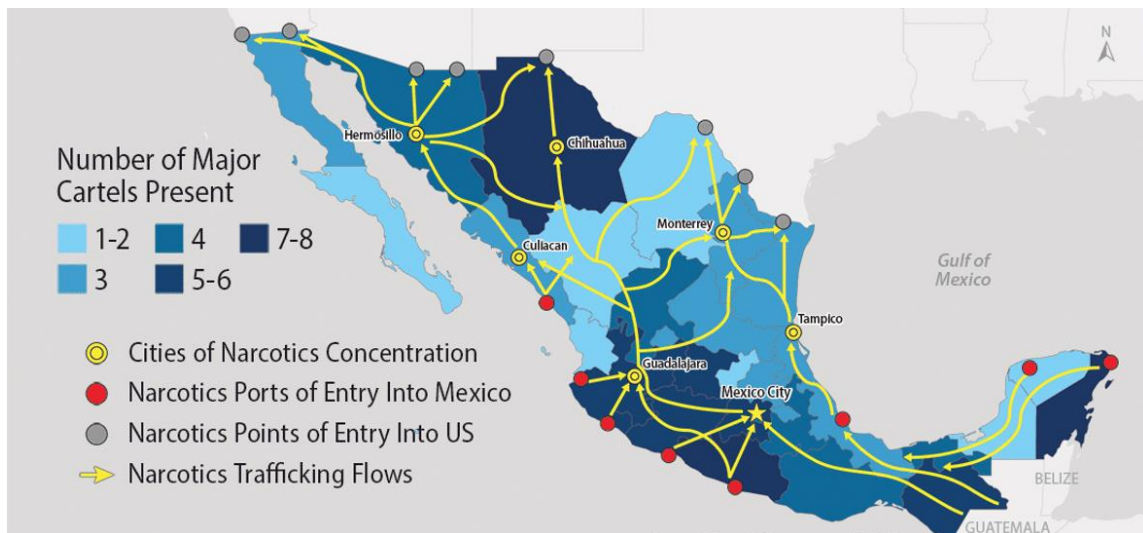 N
Hermosillo
Chihuahua
Number of Major
Cartels Present
1-2
4
7-8
3
5-6
Monterrey
Culiacan
Gulf of
Mexico
Tampico
Cities of Narcotics Concentration
Guadalajara
Narcotics Ports of Entry Into Mexico
Mexico City
Narcotics Points of Entry Into US
Narcotics Trafficking Flows
BELIZE
GUATEMALA